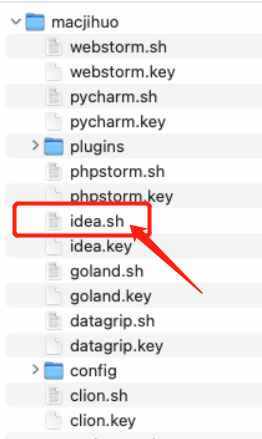 macjihuo
webstorm.sh
webstorm.key
pycharm.sh
pycharm.key
plugins
phpstorm.sh
phpstorm.key
idea.sh
idea.key
goland.sh
goland.key
datagrip.sh
datagrip.key
config
clion.sh
clion.key